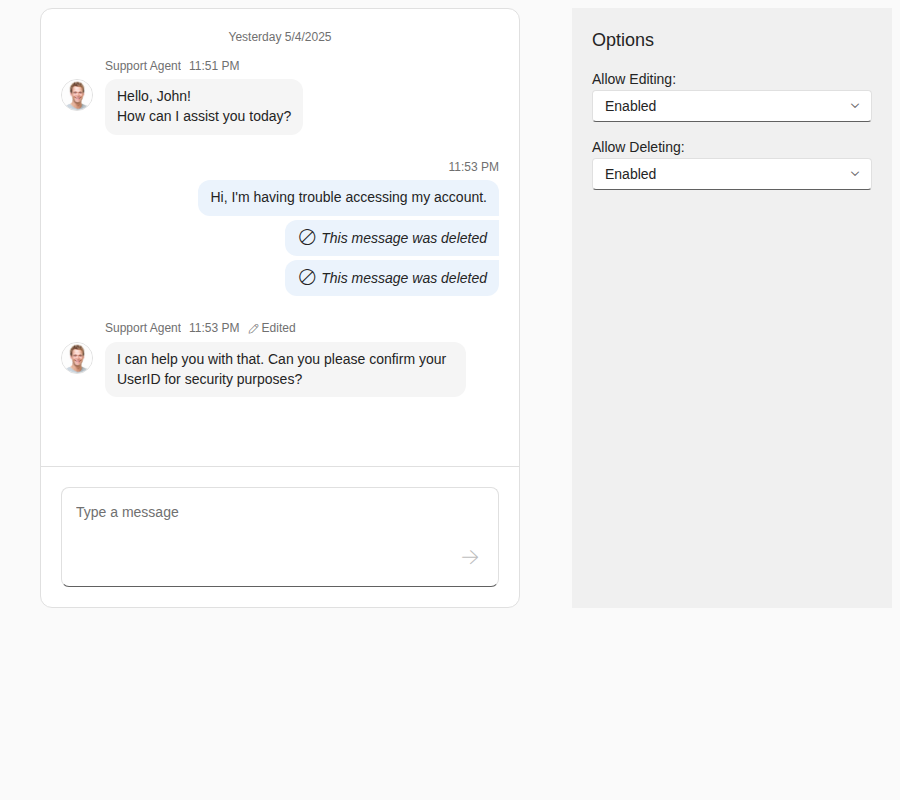 Yesterday 5/4/2025
Support Agent 11:51 PM
Hello, John!
How can I assist you today?
11:53 PM
Hi, I'm having trouble accessing my account.
This message was deleted
This message was deleted
Support Agent 11:53 PM Edited
I can help you with that. Can you please confirm your
UserID for security purposes?
Type a message
Options
Allow Editing:
Enabled
Allow Deleting:
Enabled